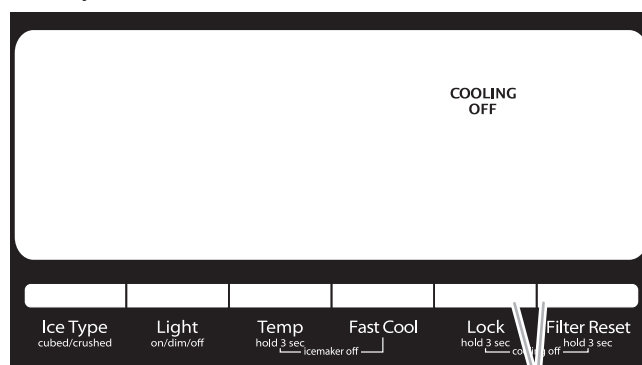 COOLING
OFF
Ice Type Light Temp Fast Cool Lock Filter Reset
cubed/crushed on/dim/off hold 3 sec hold 3 sec hold 3 sec
icemaker off cooling off